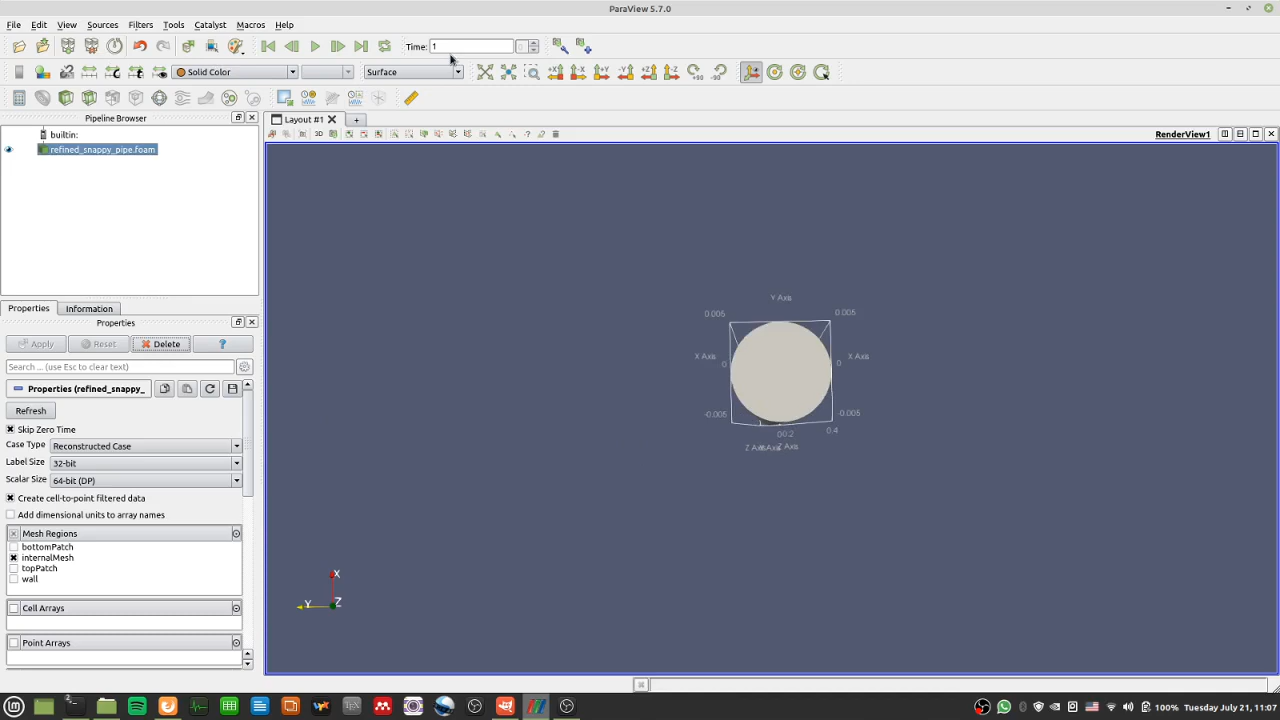 ParaView 5.7.0
File Edit View Sources Filters Tools Catalyst Macros Help
Time: 1 0
Solid Color Surface
+X -X +Y -Y +Z -Z
Pipeline Browser
Layout #1
builtin:
refined_snappy_pipe.foam
3D
RenderView1
Properties Information
Properties
Apply Reset Delete ?
Search ... (use Esc to clear text)
Properties (refined_snappy_
Refresh
Skip Zero Time
Case Type Reconstructed Case
Label Size 32-bit
Scalar Size 64-bit (DP)
Create cell-to-point filtered data
Add dimensional units to array names
Mesh Regions
bottomPatch
internalMesh
topPatch
wall
Cell Arrays
Point Arrays
Y Axis
0.005 0.005
X Axis X Axis
0 0
-0.005 -0.005
0.4
Z Axis
X
Y Z
100% Tuesday July 21, 11:07